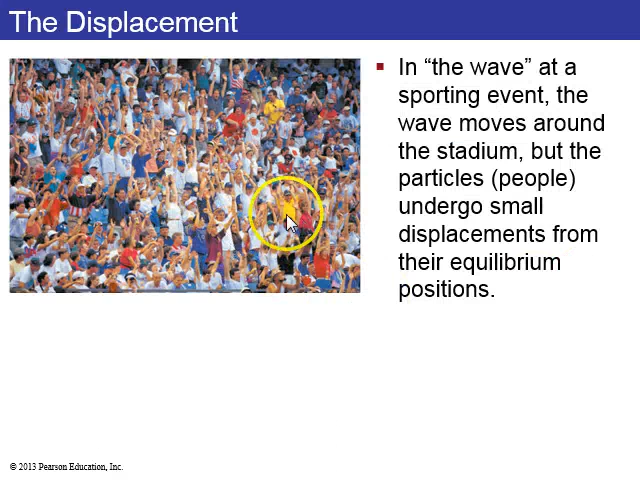 The Displacement
In “the wave” at a
sporting event, the
wave moves around
the stadium, but the
particles (people)
undergo small
displacements from
their equilibrium
positions.
© 2013 Pearson Education, Inc.